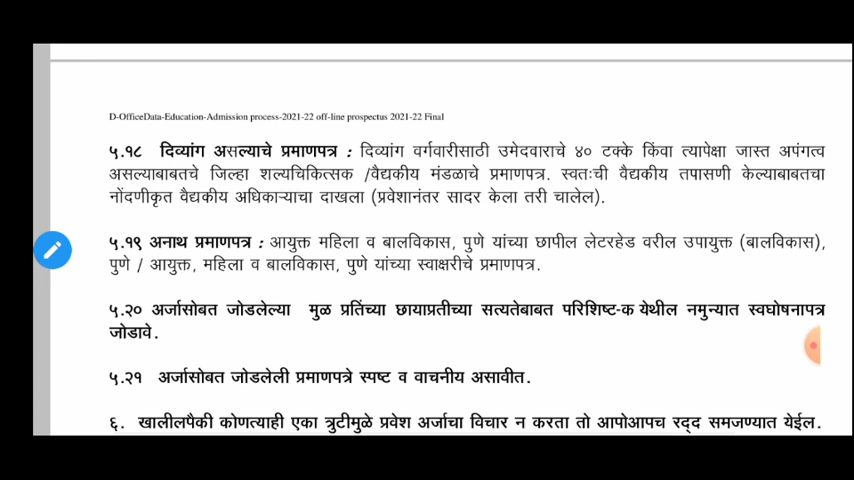 D-OfficeData-Education-Admission process-2021-22 off-line prospectus 2021-22 Final
५.१८ दिव्यांग असल्याचे प्रमाणपत्र : दिव्यांग वर्गवारीसाठी उमेदवाराचे ४० टक्के किंवा त्यापेक्षा जास्त अपंगत्व
असल्याबाबतचे जिल्हा शल्यचिकित्सक /वैद्यकीय मंडळाचे प्रमाणपत्र. स्वतःची वैद्यकीय तपासणी केल्याबाबतचा
नोंदणीकृत वैद्यकीय अधिकाऱ्याचा दाखला (प्रवेशानंतर सादर केला तरी चालेल).
५.१९ अनाथ प्रमाणपत्र : आयुक्त महिला व बालविकास, पुणे यांच्या छापील लेटरहेड वरील उपायुक्त (बालविकास),
पुणे / आयुक्त, महिला व बालविकास, पुणे यांच्या स्वाक्षरीचे प्रमाणपत्र.
५.२० अर्जासोबत जोडलेल्या मुळ प्रतिंच्या छायाप्रतीच्या सत्यतेबाबत परिशिष्ट-क येथील नमुन्यात स्वघोषनापत्र
जोडावे.
५.२१ अर्जासोबत जोडलेली प्रमाणपत्रे स्पष्ट व वाचनीय असावीत.
६. खालीलपैकी कोणत्याही एका त्रुटीमुळे प्रवेश अर्जाचा विचार न करता तो आपोआपच रद्द समजण्यात येईल.